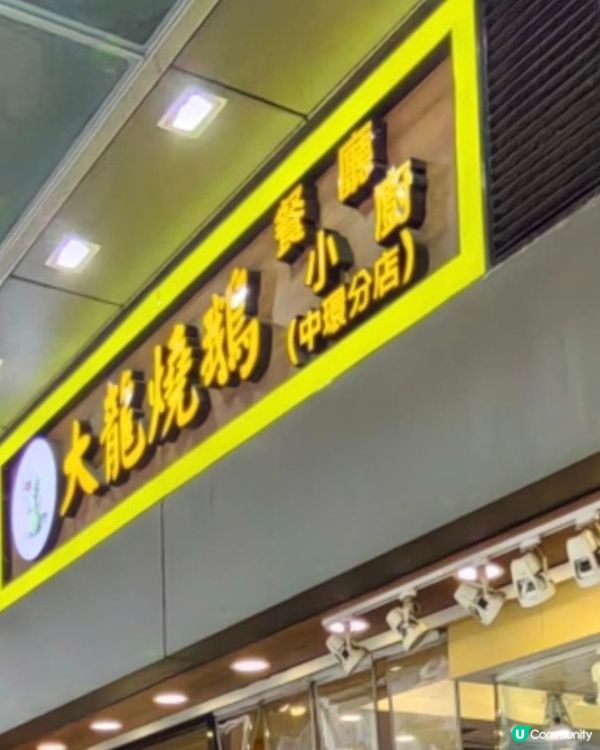 大龍燒鵝
餐廳
小廚
(中環分店)
U Community